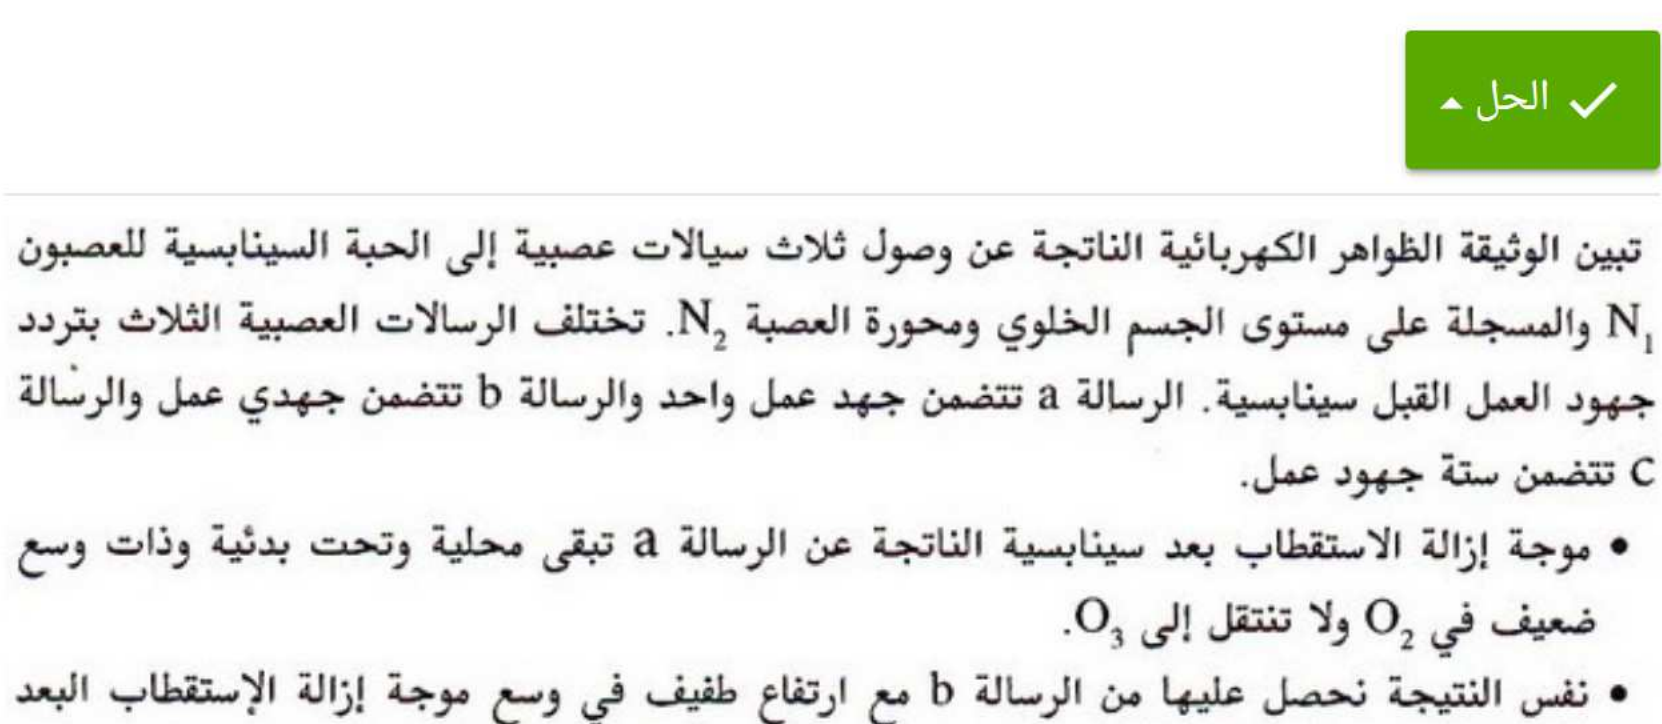 الحل
تبين الوثيقة الظواهر الكهربائية الناتجة عن وصول ثلاث سيالات عصبية إلى الحبة السينابسية للعصبون
N₁ والمسجلة على مستوى الجسم الخلوي ومحورة العصبة N₂. تختلف الرسالات العصبية الثلاث بتردد
جهود العمل القبل سينابسية. الرسالة a تتضمن جهد عمل واحد والرسالة b تتضمن جهدي عمل والرسالة
C تتضمن ستة جهود عمل.
• موجة إزالة الاستقطاب بعد سينابسية الناتجة عن الرسالة a تبقى محلية وتحت بدئية وذات وسع
ضعيف في O₂ ولا تنتقل إلى O₃.
• نفس النتيجة نحصل عليها من الرسالة b مع ارتفاع طفيف في وسع موجة إزالة الإستقطاب البعد